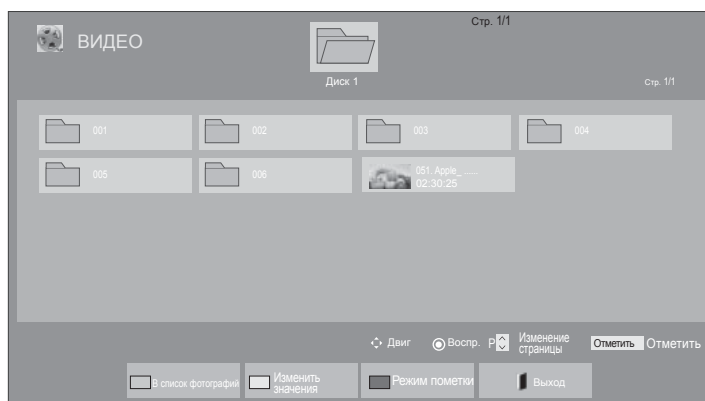 Стр. 1/1
ВИДЕО
Диск 1
Стр. 1/1
001
002
003
004
005
006
051. Apple_ ......
02:30:25
Двиг
Воспр.
P
Изменение
страницы
Отметить
Отметить
В список фотографий
Изменить
значения
Режим пометки
Выход